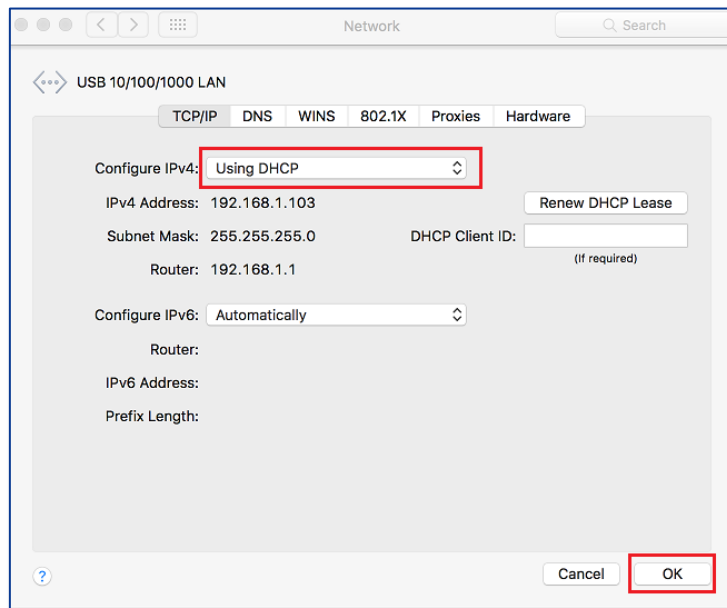 Network
Search
USB 10/100/1000 LAN
TCP/IP DNS WINS 802.1X Proxies Hardware
Configure IPv4: Using DHCP
IPv4 Address: 192.168.1.103 Renew DHCP Lease
Subnet Mask: 255.255.255.0 DHCP Client ID:
(If required)
Router: 192.168.1.1
Configure IPv6: Automatically
Router:
IPv6 Address:
Prefix Length:
? Cancel OK